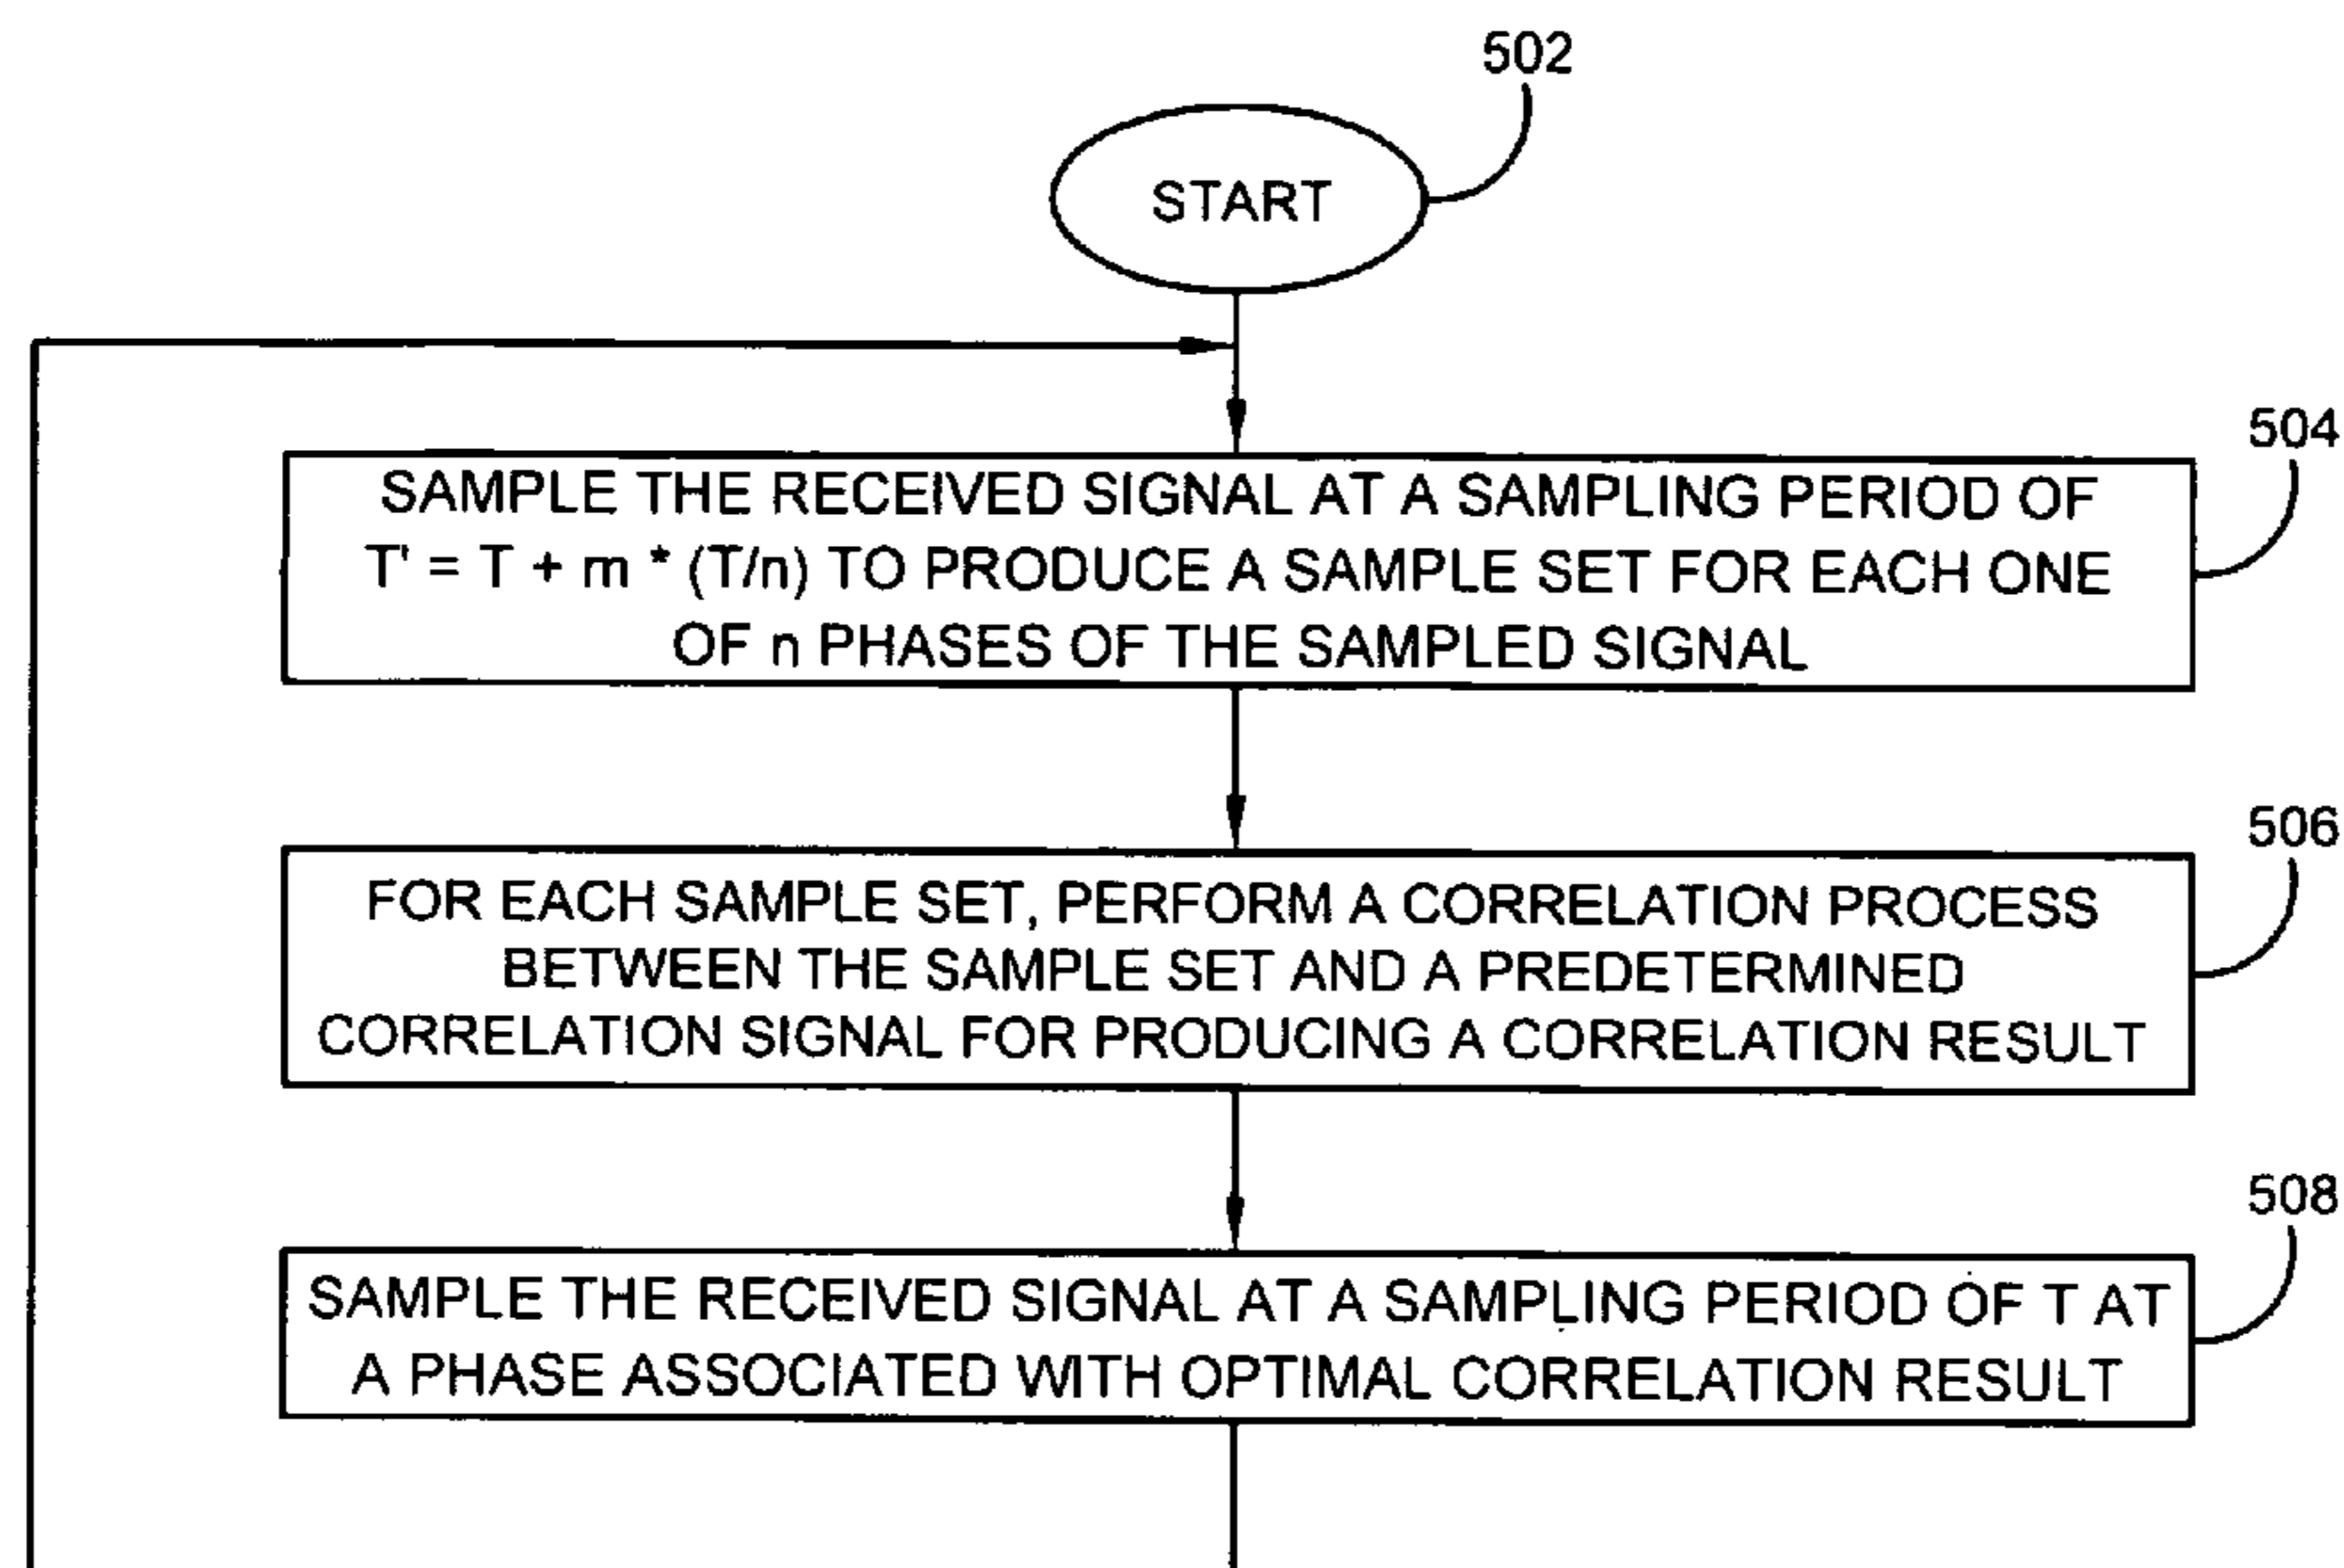 502
START
504
SAMPLE THE RECEIVED SIGNAL AT A SAMPLING PERIOD OF
T' = T + m * (T/n) TO PRODUCE A SAMPLE SET FOR EACH ONE
OF n PHASES OF THE SAMPLED SIGNAL
506
FOR EACH SAMPLE SET, PERFORM A CORRELATION PROCESS
BETWEEN THE SAMPLE SET AND A PREDETERMINED
CORRELATION SIGNAL FOR PRODUCING A CORRELATION RESULT
508
SAMPLE THE RECEIVED SIGNAL AT A SAMPLING PERIOD OF T AT
A PHASE ASSOCIATED WITH OPTIMAL CORRELATION RESULT